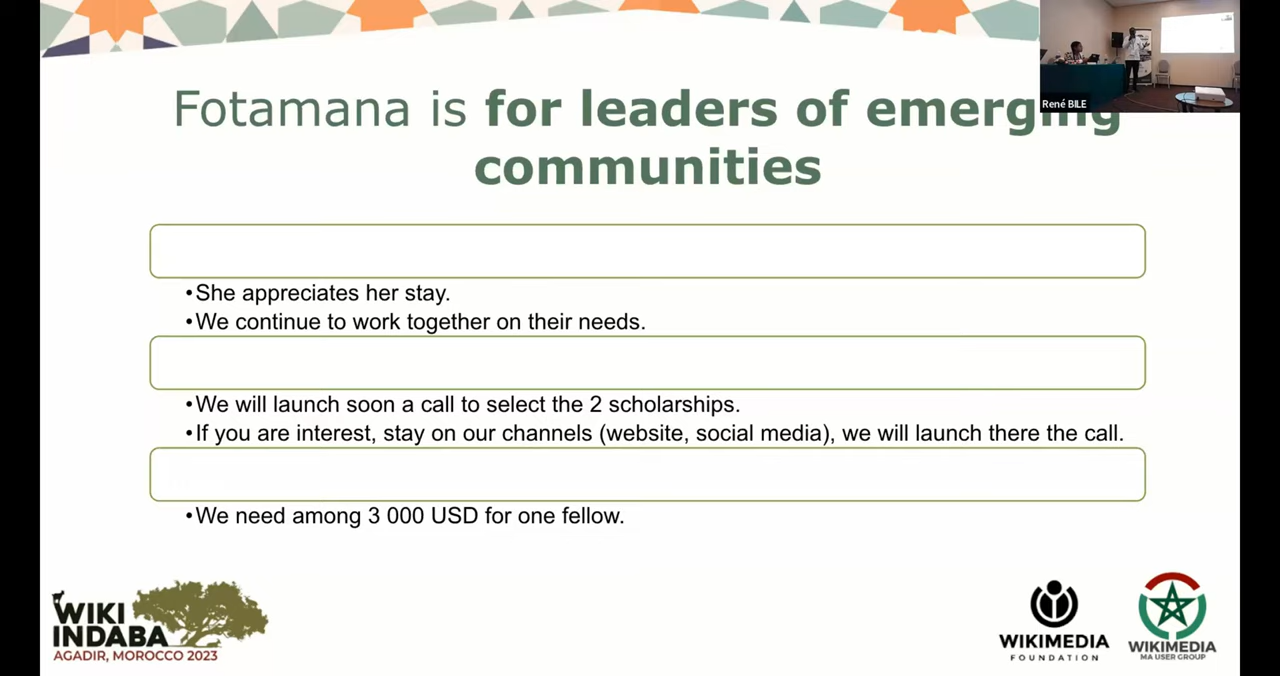 Fotamana is for leaders of emerging
communities
René BILE
•She appreciates her stay.
•We continue to work together on their needs.
•We will launch soon a call to select the 2 scholarships.
•If you are interest, stay on our channels (website, social media), we will launch there the call.
•We need among 3 000 USD for one fellow.
WIKI
INDABA
AGADIR, MOROCCO 2023
WIKIMEDIA
FOUNDATION
WIKIMEDIA
MA USER GROUP